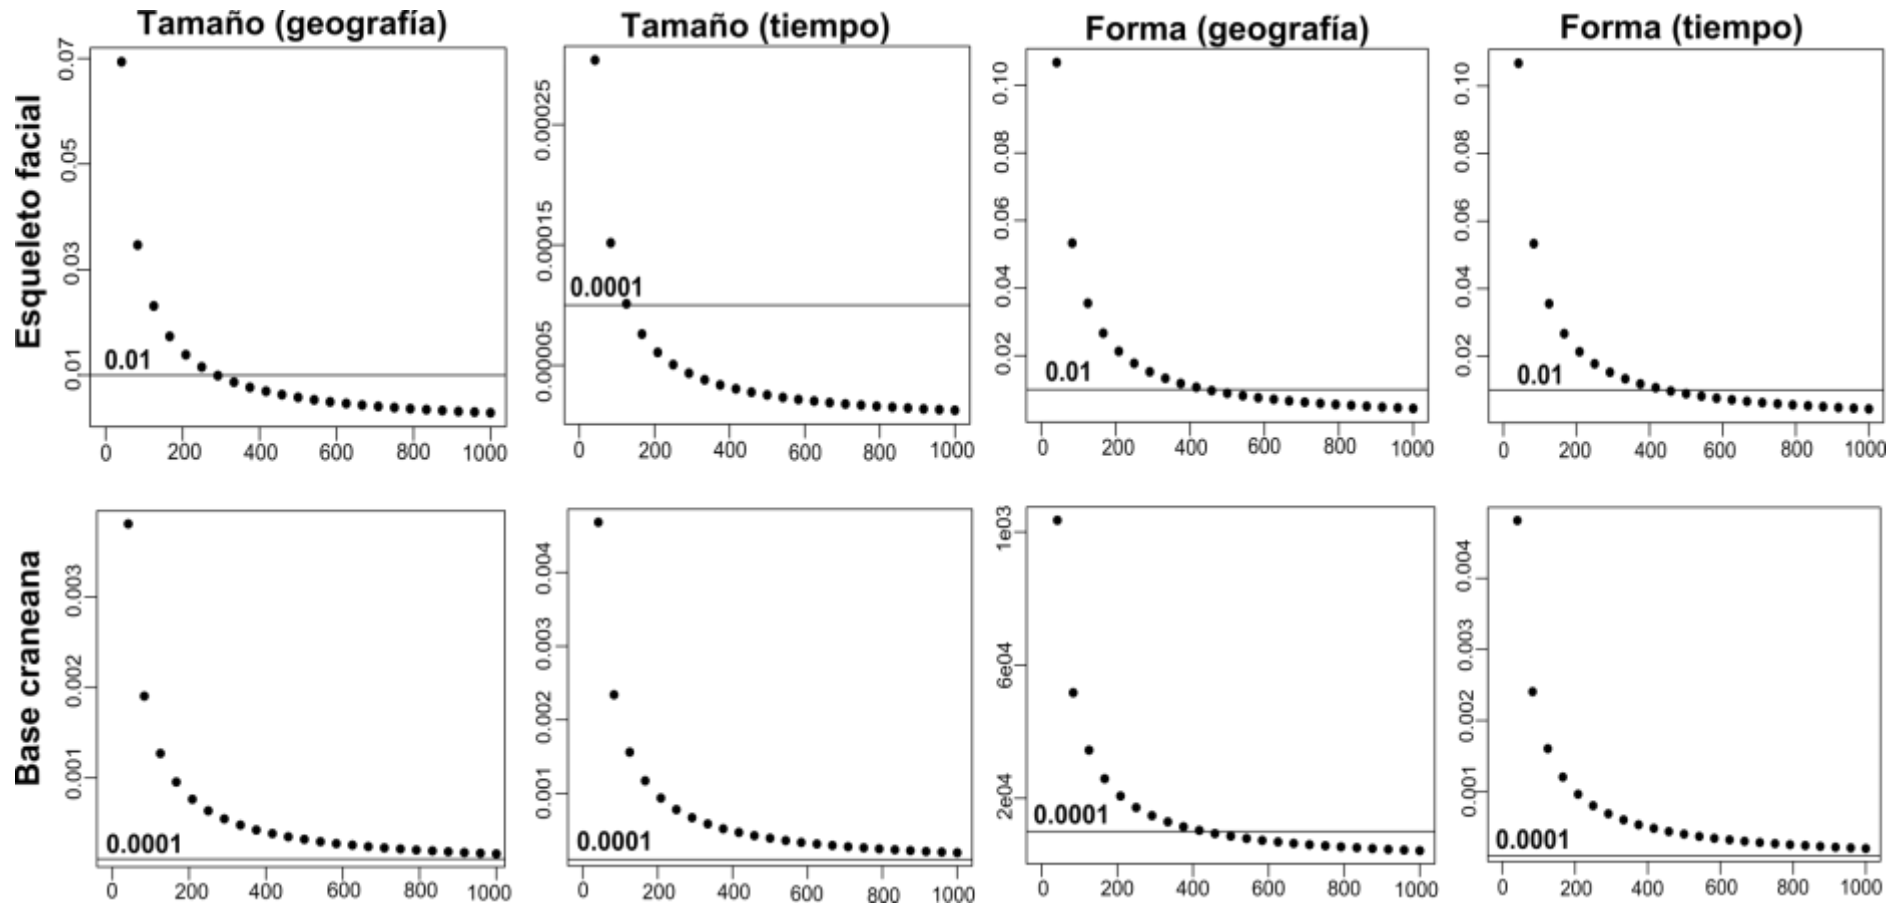 Tamaño (geografía) Tamaño (tiempo) Forma (geografía) Forma (tiempo)
Esqueleto facial
0.07
0.05
0.03
0.01
0.01
0 200 400 600 800 1000
0.00025
0.00015
0.00005
0.0001
0 200 400 600 800 1000
0.10
0.08
0.06
0.04
0.02
0.01
0 200 400 600 800 1000
0.10
0.08
0.06
0.04
0.02
0.01
0 200 400 600 800 1000
Base craneana
0.003
0.002
0.001
0.0001
0 200 400 600 800 1000
0.004
0.003
0.002
0.001
0.0001
0 200 400 600 800 1000
1e03
6e04
2e04
0.0001
0 200 400 600 800 1000
0.004
0.003
0.002
0.001
0.0001
0 200 400 600 800 1000